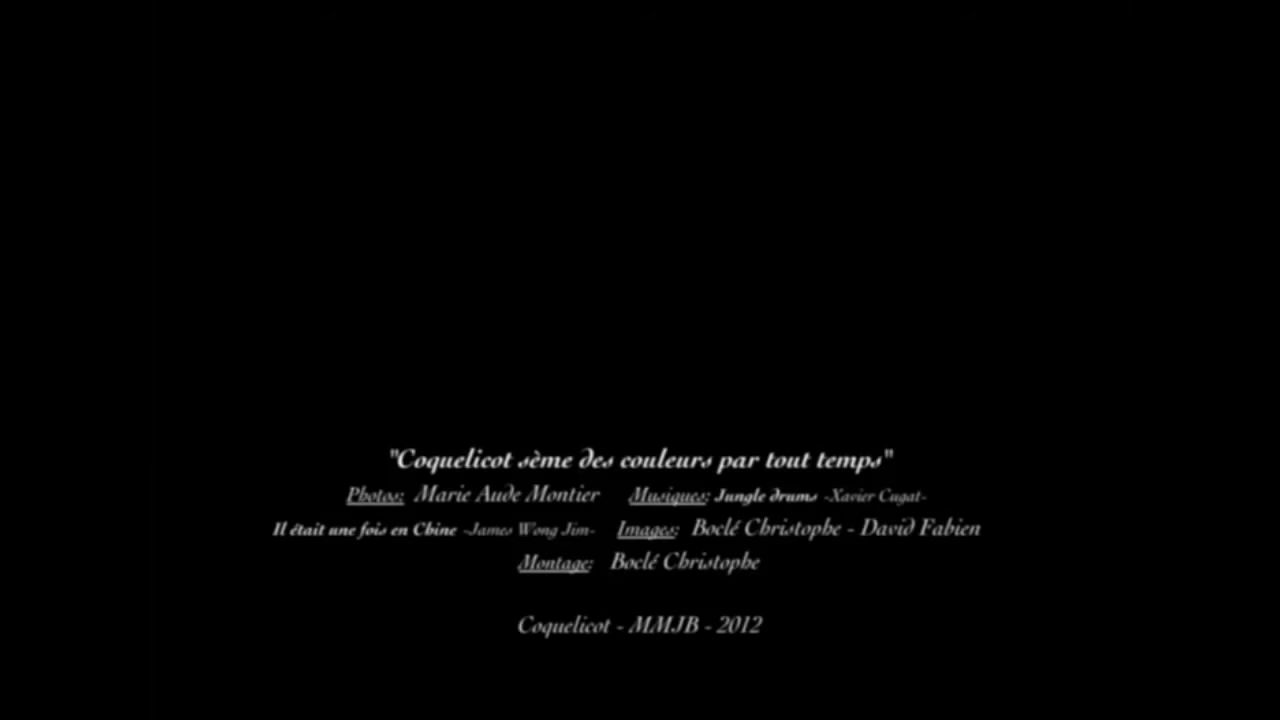 "Coquelicot sème des couleurs par tout temps"
Photos: Marie Aude Montier Musiques: Jungle drums -Xavier Cugat-
Il était une fois en Chine -James Wong Jim- Images: Boclé Christophe - David Fabien
Montage: Boclé Christophe
Coquelicot - MMJB - 2012